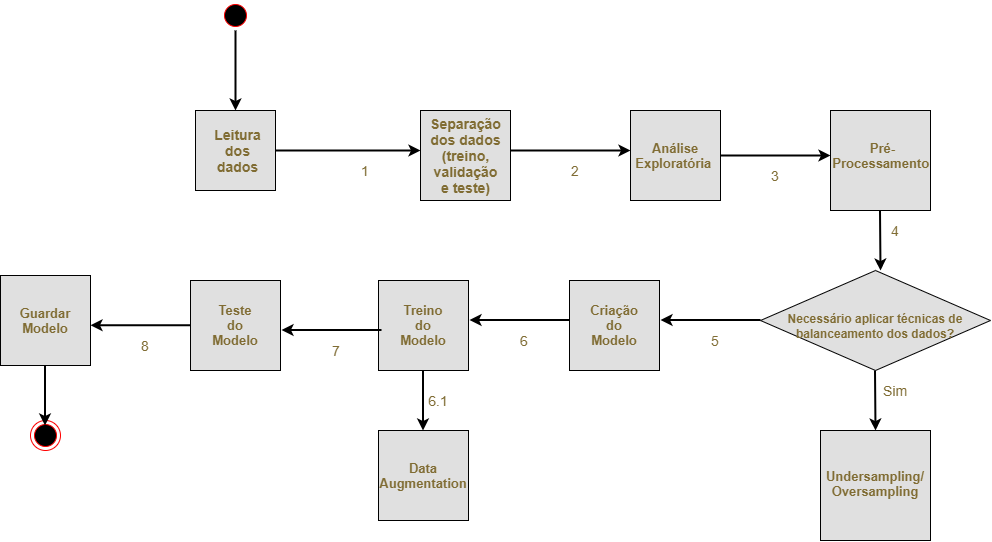 Leitura
dos
dados
1
Separação
dos dados
(treino,
validação
e teste)
2
Análise
Exploratória
3
Pré-
Processamento
4
Necessário aplicar técnicas de
balanceamento dos dados?
Sim
Undersampling/
Oversampling
5
Criação
do
Modelo
6
Treino
do
Modelo
6.1
Data
Augmentation
7
Teste
do
Modelo
8
Guardar
Modelo